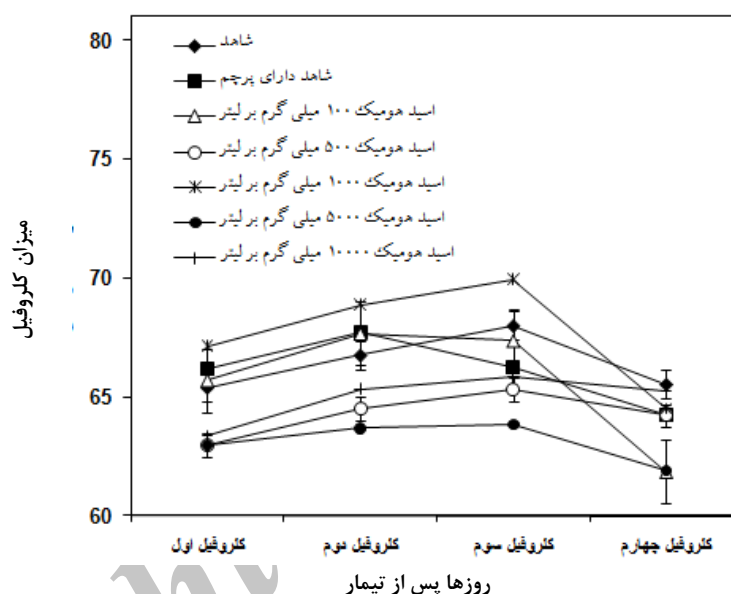 80
75
70
65
60
شاهد
شاهد دارای پرچم
اسید هومیک ۱۰۰ میلی گرم بر لیتر
اسید هومیک ۵۰۰ میلی گرم بر لیتر
اسید هومیک ۱۰۰۰ میلی گرم بر لیتر
اسید هومیک ۵۰۰۰ میلی گرم بر لیتر
اسید هومیک ۱۰۰۰۰ میلی گرم بر لیتر
میزان کلروفیل
کلروفیل اول
کلروفیل دوم
کلروفیل سوم
کلروفیل چهارم
روزها پس از تیمار